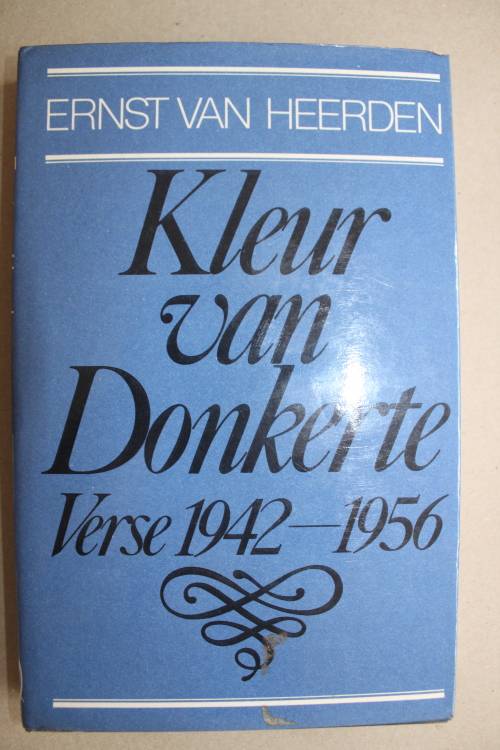 ERNST VAN HEERDEN
Kleur
van
Donkerte
Verse 1942—1956